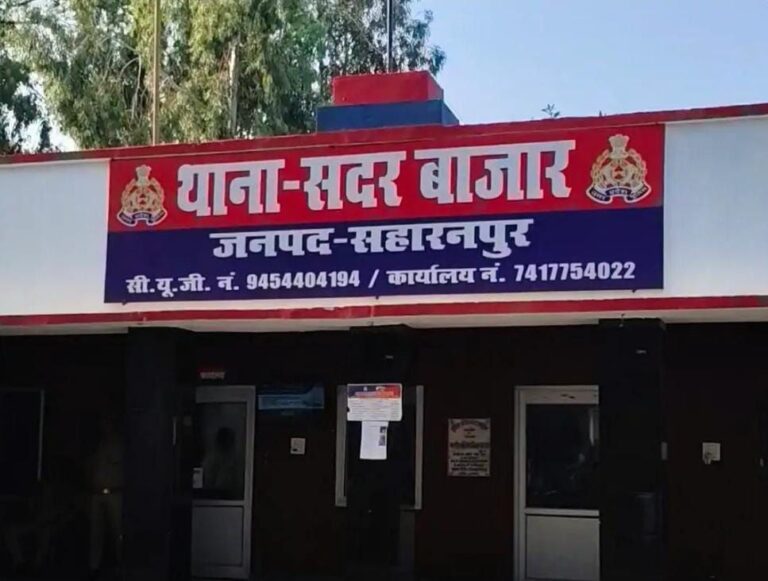 थाना-सदर बाजार
जनपद-सहारनपुर
सी.यू.जी. नं. 9454404194 / कार्यालय नं. 7417754022